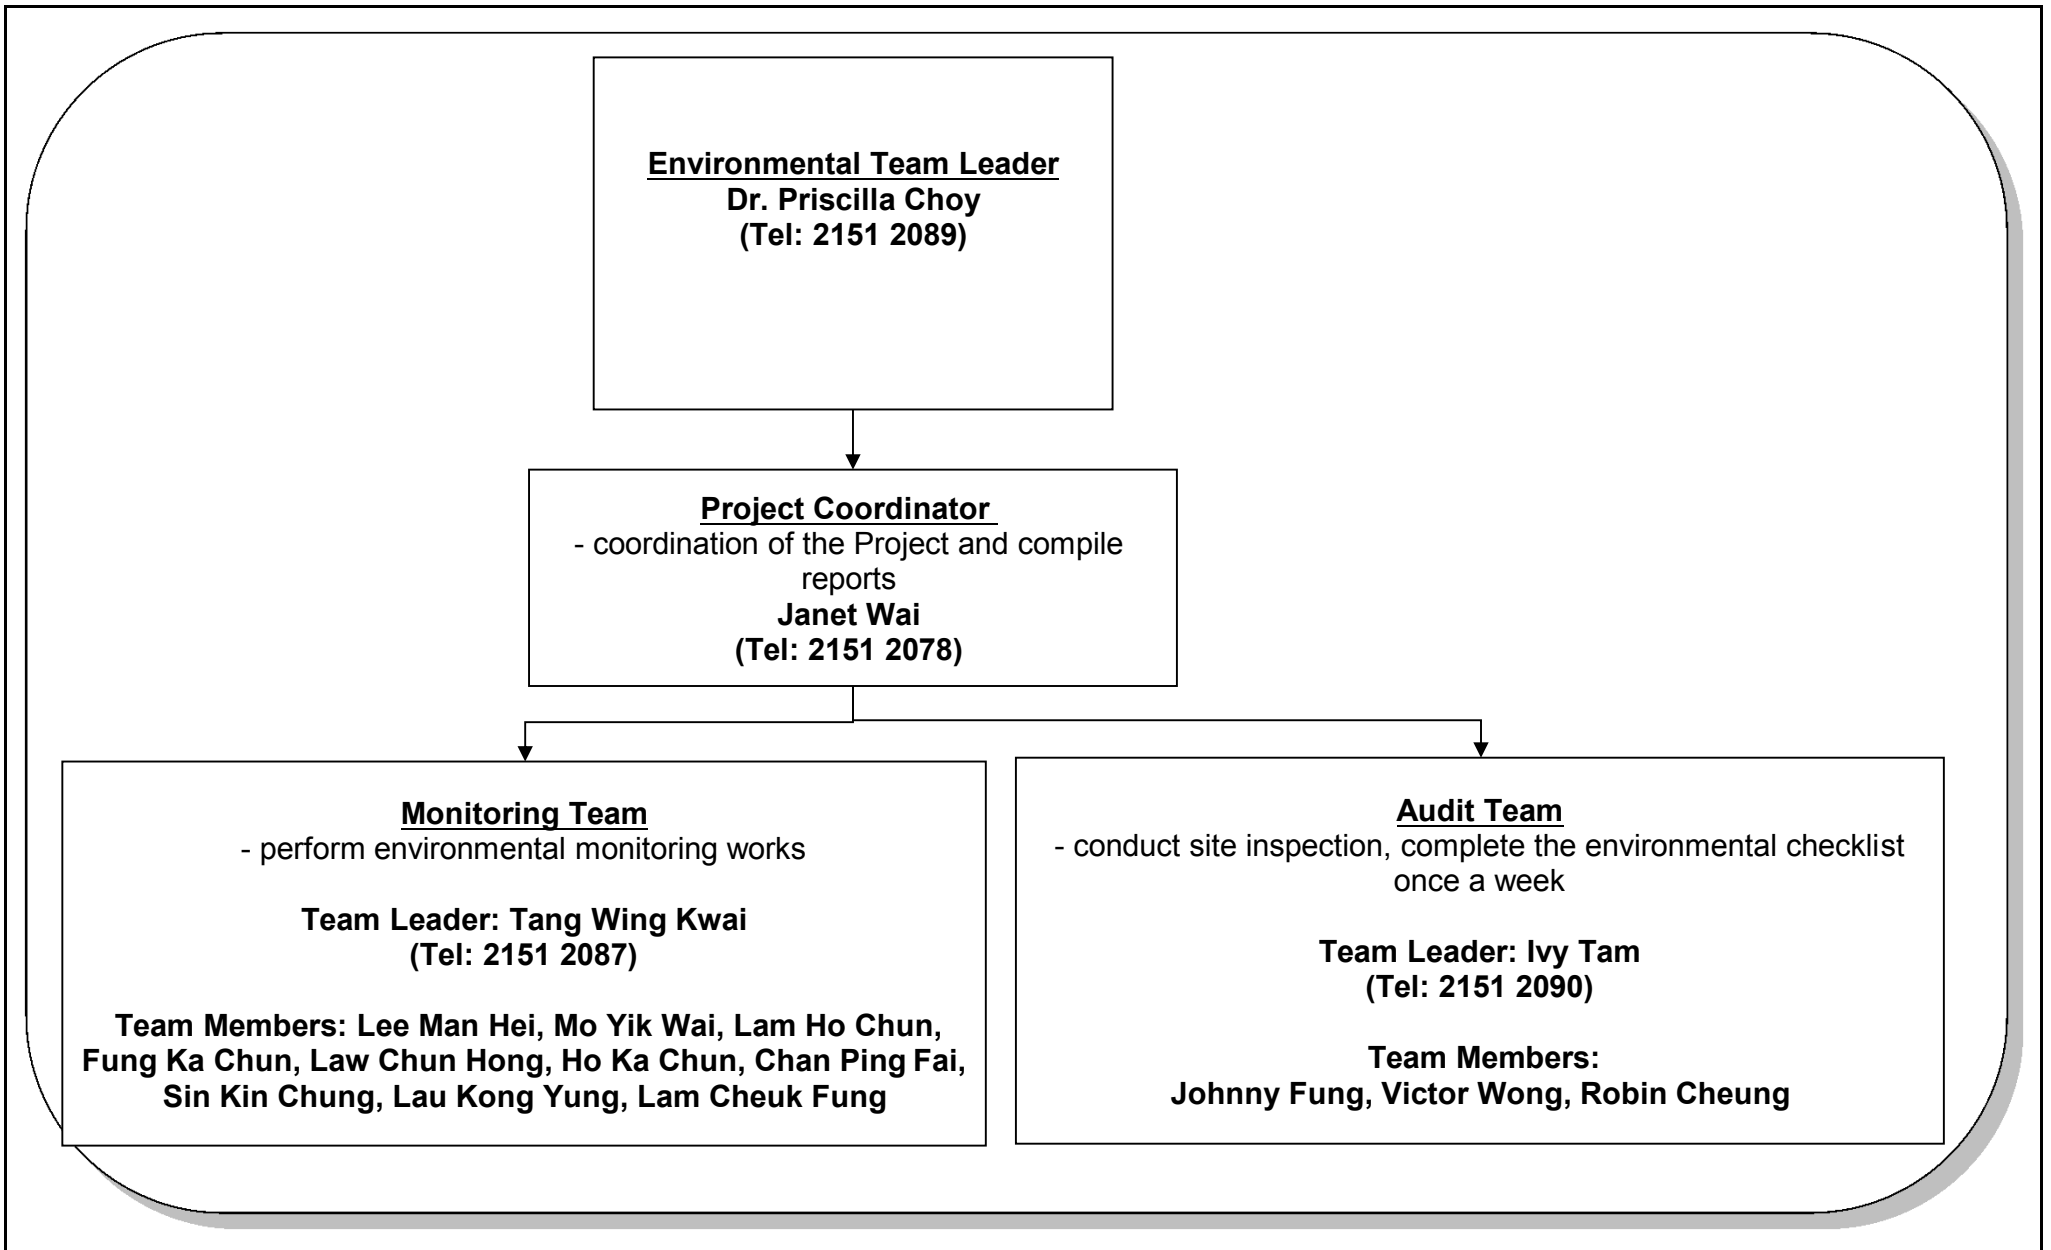 Environmental Team Leader
Dr. Priscilla Choy
(Tel: 2151 2089)
Project Coordinator
- coordination of the Project and compile
reports
Janet Wai
(Tel: 2151 2078)
Monitoring Team
- perform environmental monitoring works
Team Leader: Tang Wing Kwai
(Tel: 2151 2087)
Team Members: Lee Man Hei, Mo Yik Wai, Lam Ho Chun,
Fung Ka Chun, Law Chun Hong, Ho Ka Chun, Chan Ping Fai,
Sin Kin Chung, Lau Kong Yung, Lam Cheuk Fung
Audit Team
- conduct site inspection, complete the environmental checklist
once a week
Team Leader: Ivy Tam
(Tel: 2151 2090)
Team Members:
Johnny Fung, Victor Wong, Robin Cheung